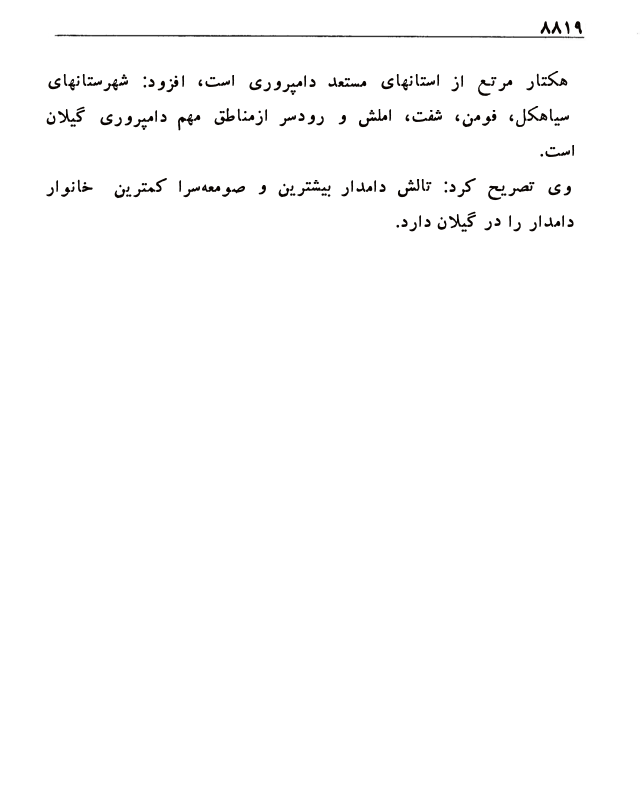 ۸۸۱۹
هکتار مرتع از استانهای مستعد دامپروری است، افزود: شهرستانهای
سیاهکل، فومن، شفت، املش و رودسر ازمناطق مهم دامپروری گیلان
است.
وی تصریح کرد: تالش دامدار بیشترین و صومعه‌سرا کمترین خانوار
دامدار را در گیلان دارد.